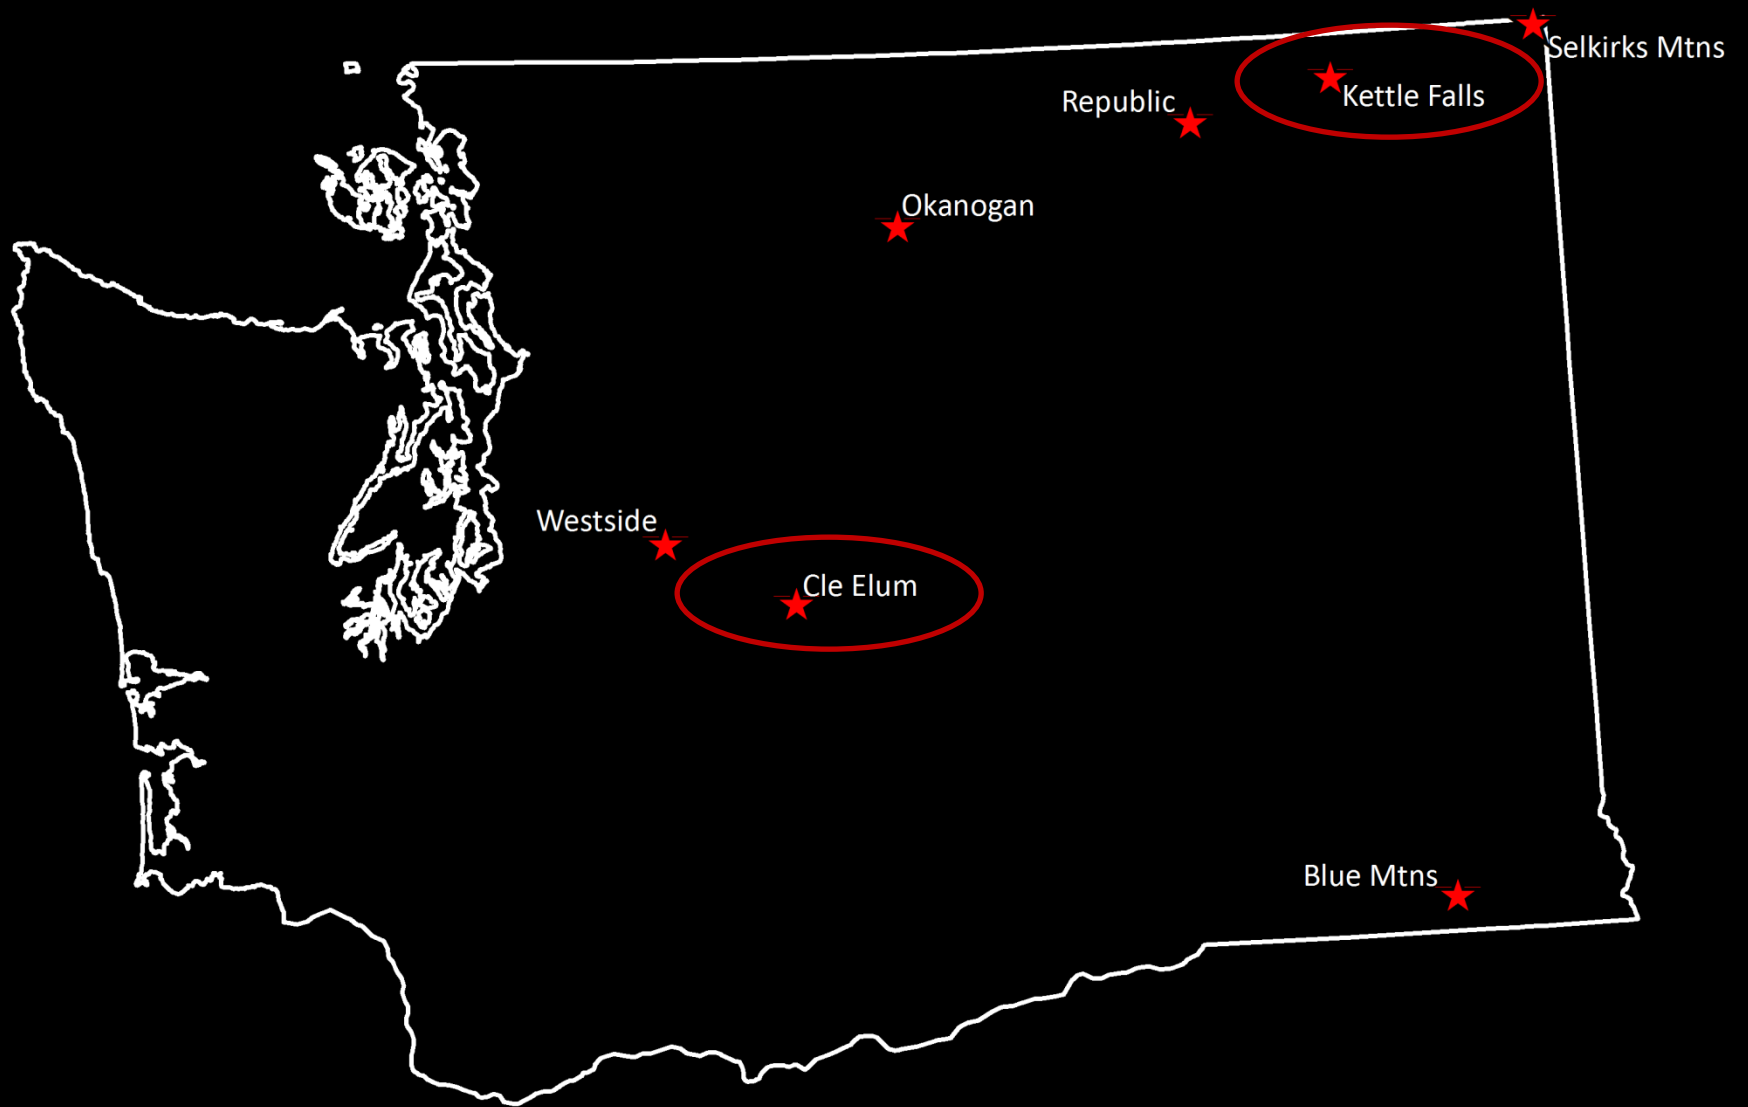 Selkirks Mtns
Kettle Falls
Republic
Okanogan
Westside
Cle Elum
Blue Mtns